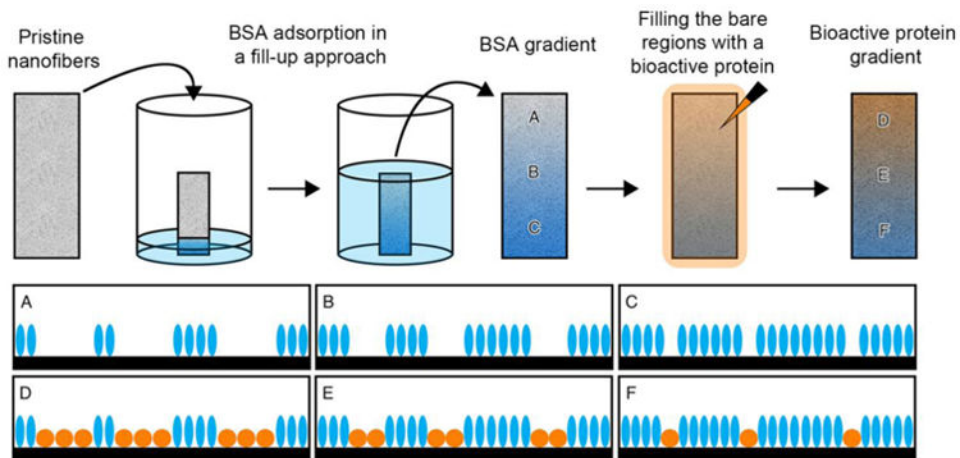 Pristine
nanofibers
BSA adsorption in
a fill-up approach
BSA gradient
Filling the bare
regions with a
bioactive protein
Bioactive protein
gradient
A
B
C
D
E
F
A
B
C
D
E
F